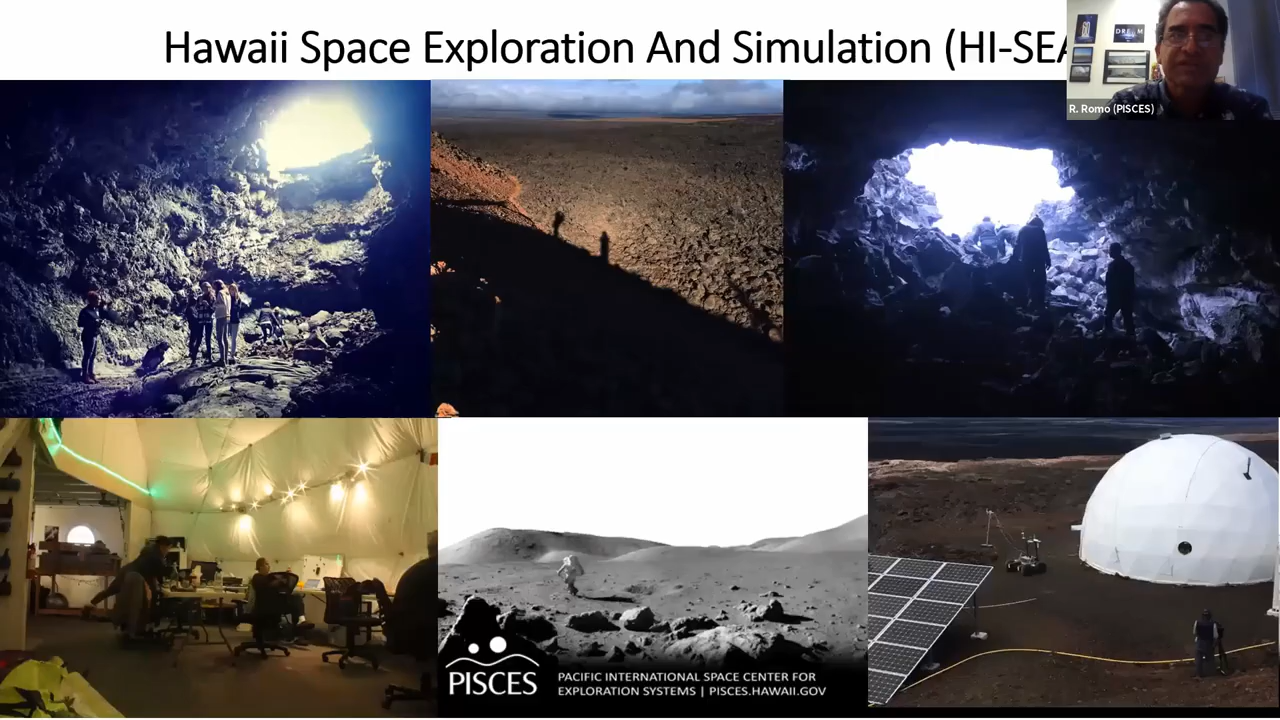 Hawaii Space Exploration And Simulation (HI-SEA
R. Romo (PISCES)
PISCES
PACIFIC INTERNATIONAL SPACE CENTER FOR
EXPLORATION SYSTEMS | PISCES.HAWAII.GOV